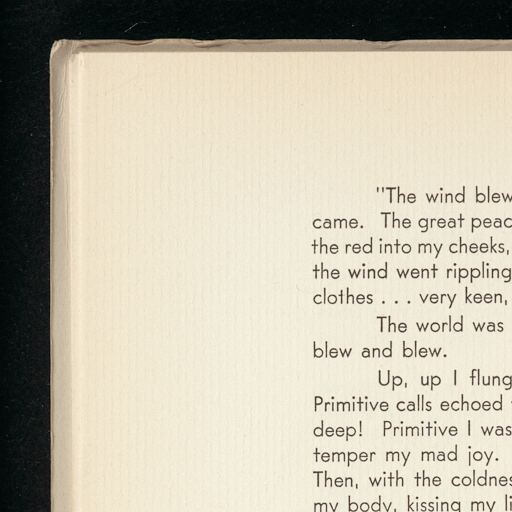 "The wind blew
came. The great peac
the red into my cheeks,
the wind went rippling
clothes . . . very keen,
The world was
blew and blew.
Up, up I flung
Primitive calls echoed
deep! Primitive I was
temper my mad joy.
Then, with the coldnes
my body, kissing my li